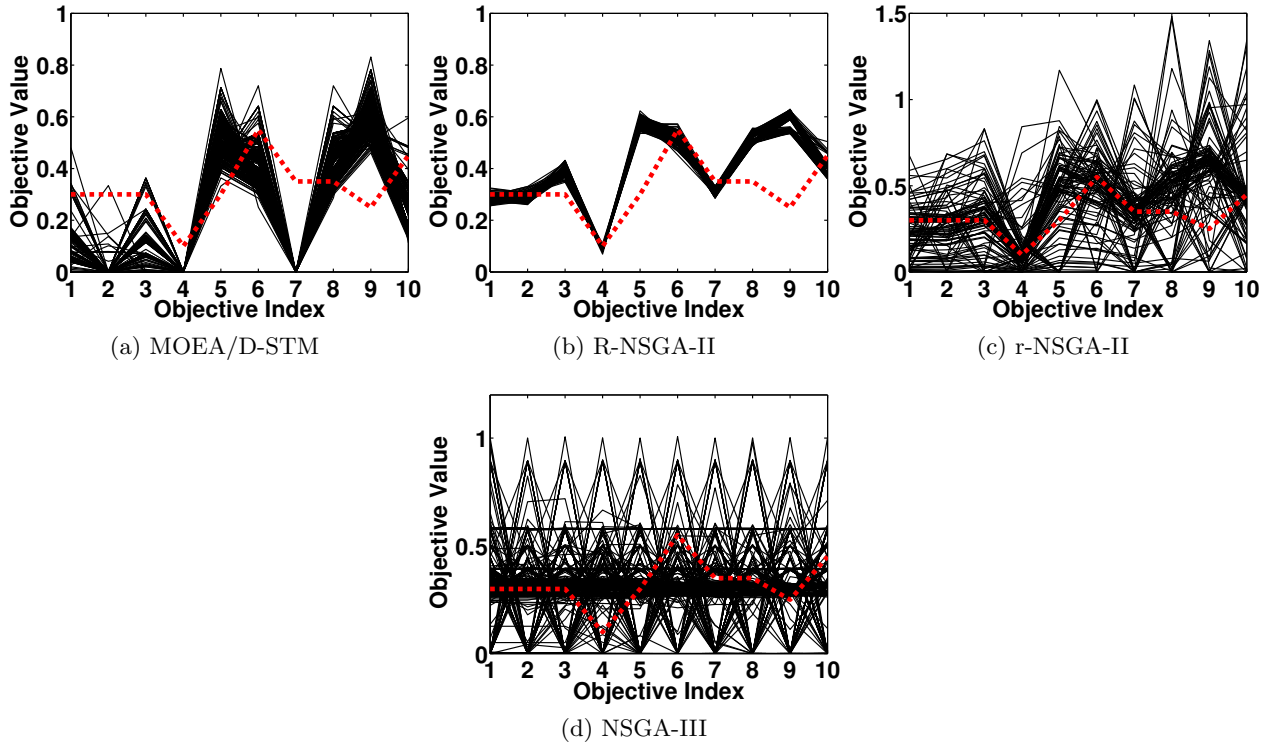 1
0.8
0.6
0.4
0.2
0
Objective Value
1 2 3 4 5 6 7 8 9 10
Objective Index
(a) MOEA/D-STM
1
0.8
0.6
0.4
0.2
0
Objective Value
1 2 3 4 5 6 7 8 9 10
Objective Index
(b) R-NSGA-II
1.5
1
0.5
0
Objective Value
1 2 3 4 5 6 7 8 9 10
Objective Index
(c) r-NSGA-II
1
0.5
0
Objective Value
1 2 3 4 5 6 7 8 9 10
Objective Index
(d) NSGA-III